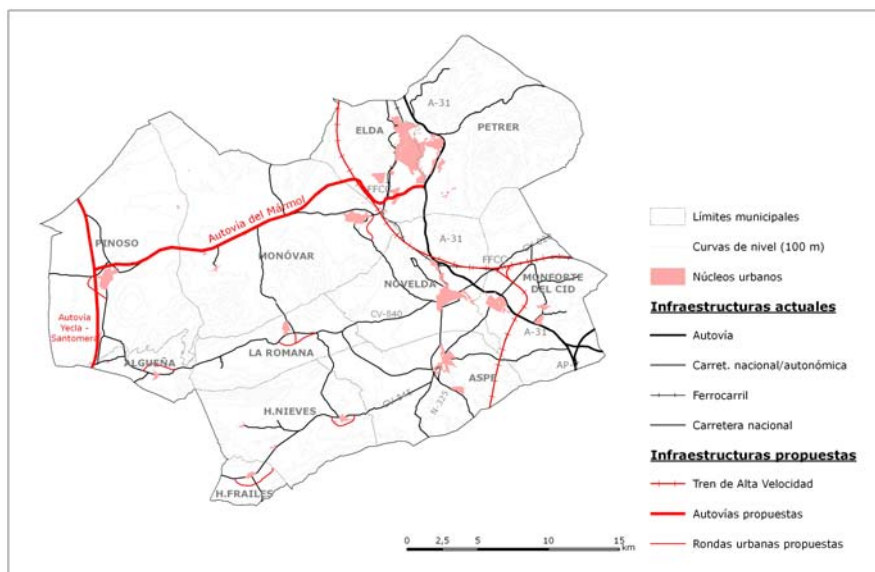 A-31
ELDA
PETRER
FFCC
Autovía del Mármol
PINOSO
A-31
MONÓVAR
FFCC
NOVELDA
MONFORTE
DEL CID
Autovía
Yecla -
Santomera
CV-840
A-31
ALGUEÑA
LA ROMANA
AP-
ASPE
H.NIEVES
N-325
H.FRAILES
Límites municipales
Curvas de nivel (100 m)
Núcleos urbanos
Infraestructuras actuales
Autovía
Carret. nacional/autonómica
Ferrocarril
Carretera nacional
Infraestructuras propuestas
Tren de Alta Velocidad
Autovías propuestas
Rondas urbanas propuestas
0 2,5 5 10 15
km